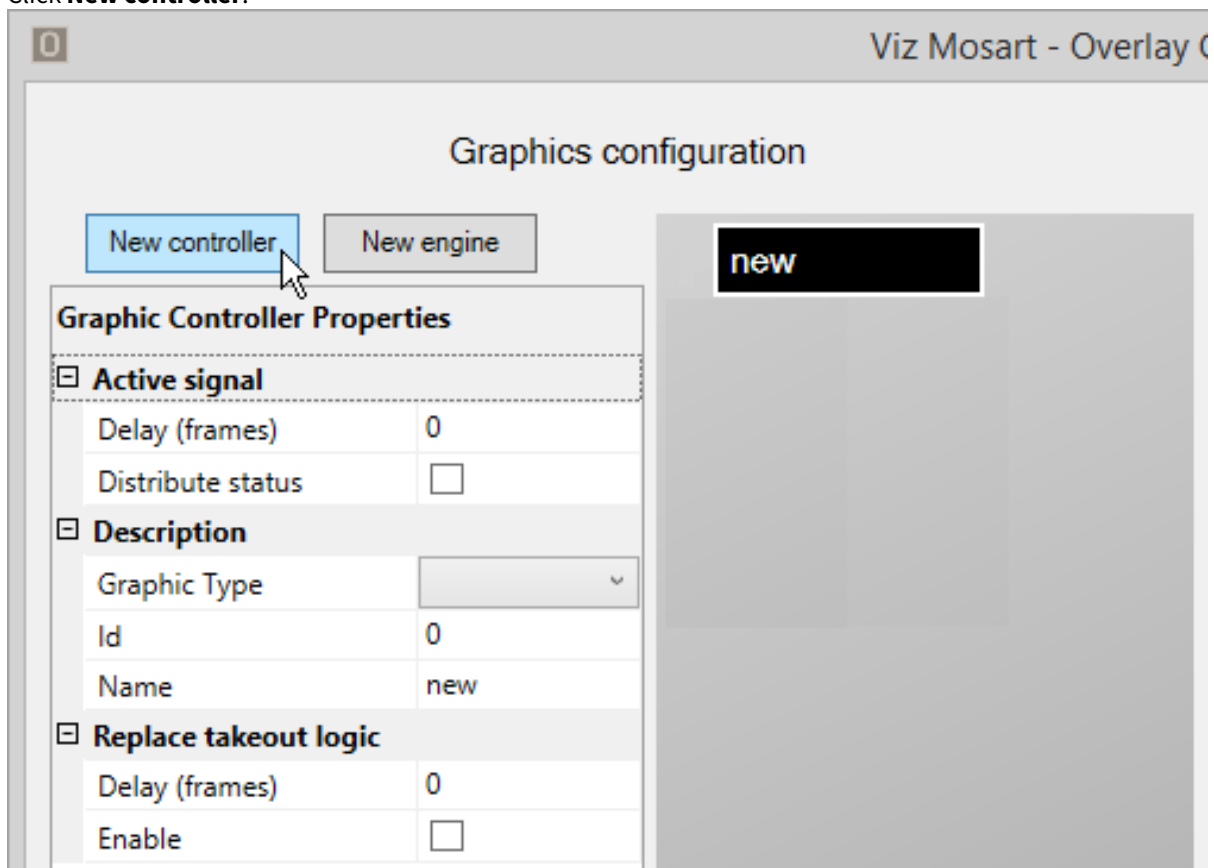 Click New controller.
Viz Mosart - Overlay
Graphics configuration
New controller New engine
new
Graphic Controller Properties
Active signal
Delay (frames) 0
Distribute status
Description
Graphic Type
Id 0
Name new
Replace takeout logic
Delay (frames) 0
Enable